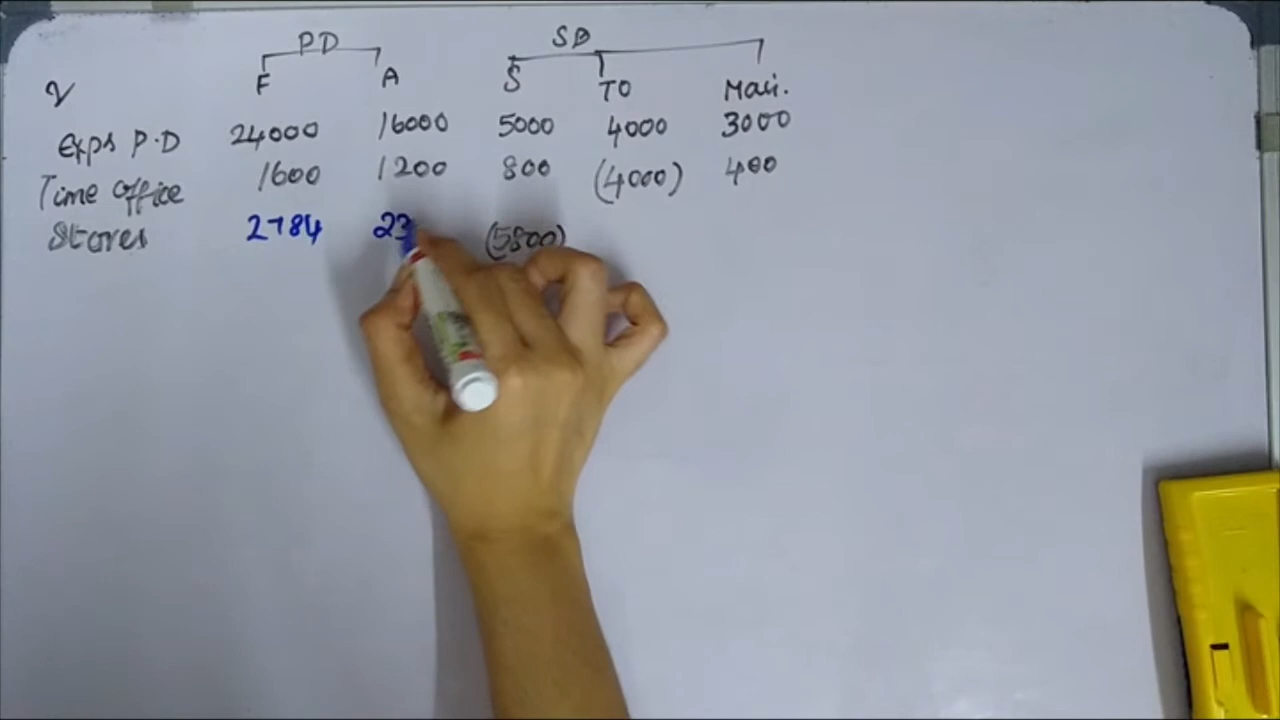 PD SD
F A S TO Mai.
Exps P.D 24000 16000 5000 4000 3000
Time office 1600 1200 800 (4000) 400
Stores 2784 23 (5800)